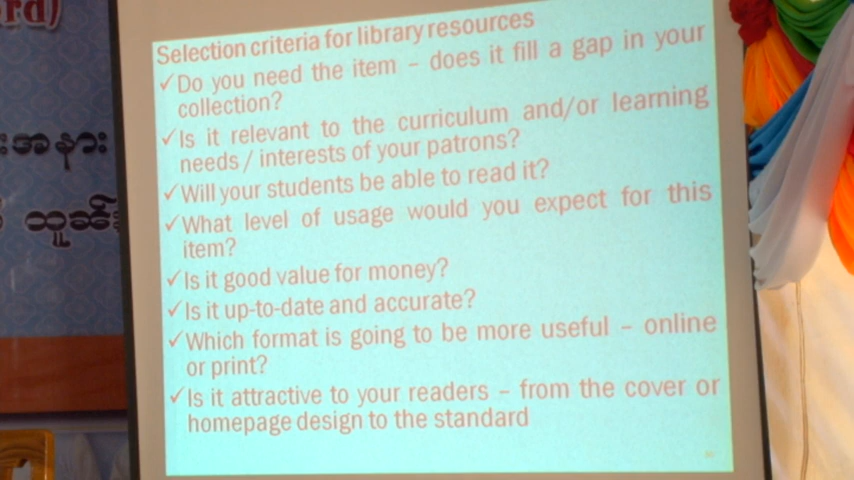 Selection criteria for library resources
✓Do you need the item – does it fill a gap in your
collection?
✓Is it relevant to the curriculum and/or learning
needs / interests of your patrons?
✓Will your students be able to read it?
✓What level of usage would you expect for this
item?
✓Is it good value for money?
✓Is it up-to-date and accurate?
✓Which format is going to be more useful – online
or print?
✓Is it attractive to your readers – from the cover or
homepage design to the standard